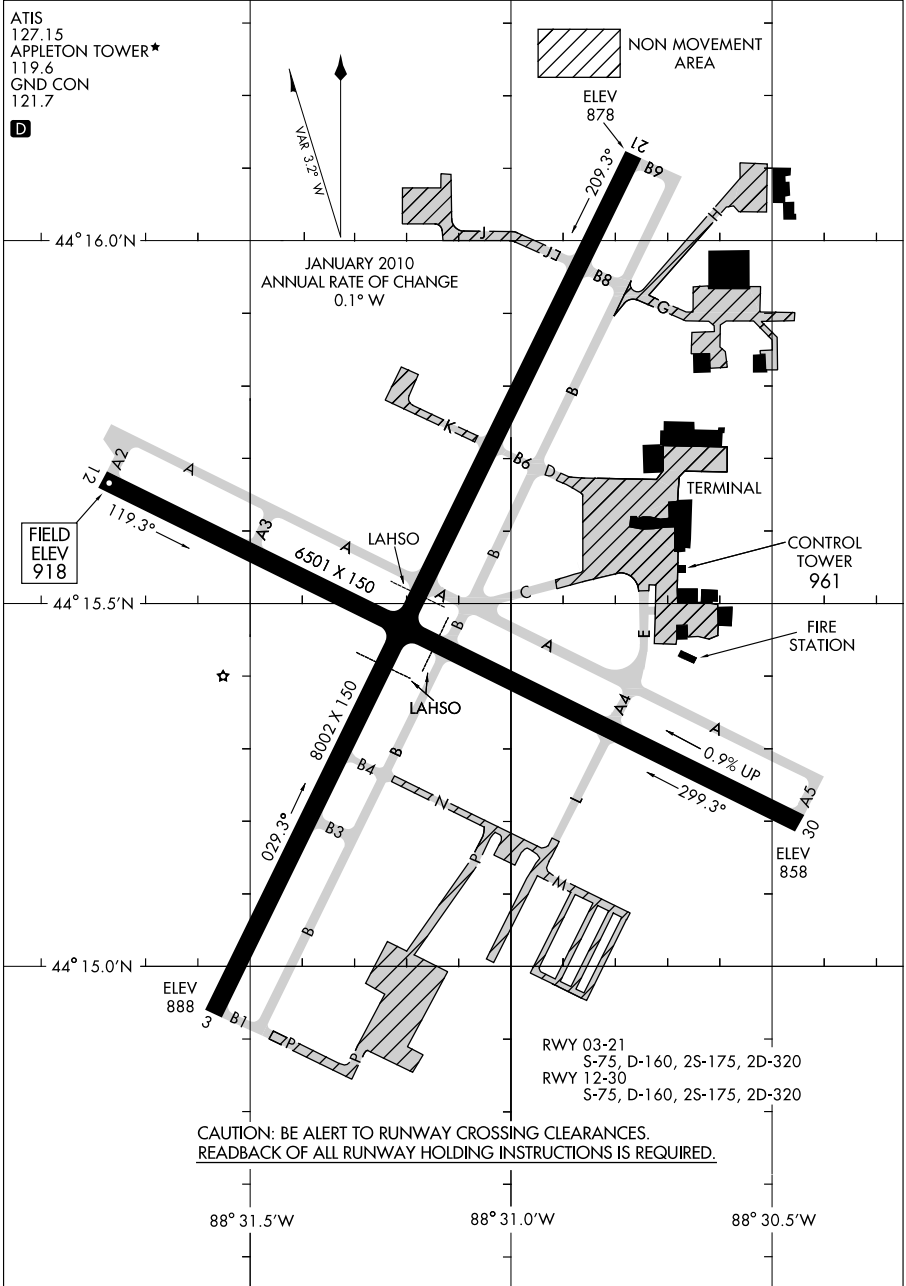 ATIS
127.15
APPLETON TOWER★
119.6
GND CON
121.7
D
NON MOVEMENT
AREA
VAR 3.2° W
JANUARY 2010
ANNUAL RATE OF CHANGE
0.1° W
ELEV
878
21
B9
209.3°
H
44° 16.0'N
J
J1
B8
G
B
K
B6
D
A2
12
A
119.3°
FIELD
ELEV
918
A3
A
6501 X 150
LAHSO
A
B
C
TERMINAL
CONTROL
TOWER
961
44° 15.5'N
B
A
E
FIRE
STATION
LAHSO
8002 X 150
A4
A
0.9% UP
299.3°
A5
30
ELEV
858
B
B4
N
L
029.3°
B3
P
M
B
44° 15.0'N
ELEV
888
3
B1
P
P
RWY 03-21
S-75, D-160, 2S-175, 2D-320
RWY 12-30
S-75, D-160, 2S-175, 2D-320
CAUTION: BE ALERT TO RUNWAY CROSSING CLEARANCES.
READBACK OF ALL RUNWAY HOLDING INSTRUCTIONS IS REQUIRED.
88° 31.5'W
88° 31.0'W
88° 30.5'W